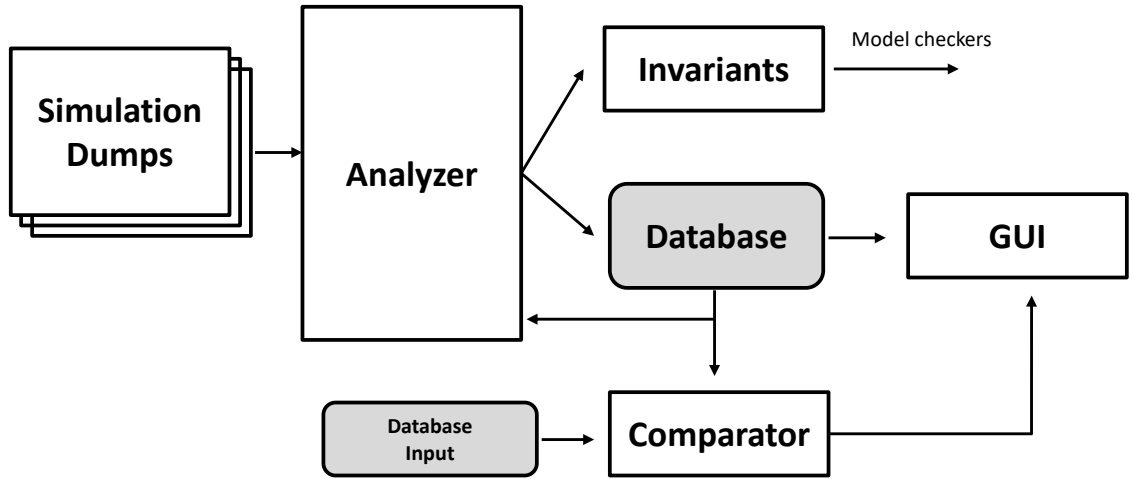 Simulation
Dumps
Analyzer
Invariants
Model checkers
Database
GUI
Database
Input
Comparator